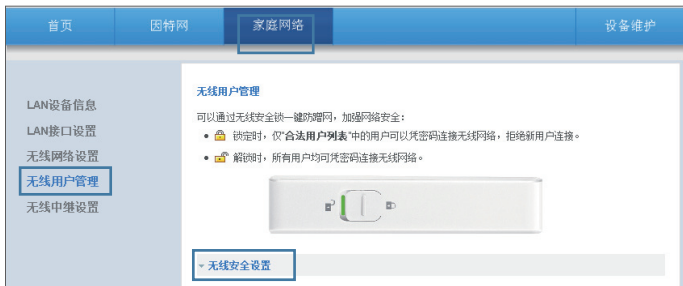 首页 因特网 家庭网络 设备维护
LAN设备信息
LAN接口设置
无线网络设置
无线用户管理
无线中继设置
无线用户管理
可以通过无线安全锁一键防蹭网，加强网络安全：
• 锁定时，仅"合法用户列表"中的用户可以凭密码连接无线网络，拒绝新用户连接。
• 解锁时，所有用户均可凭密码连接无线网络。
无线安全设置